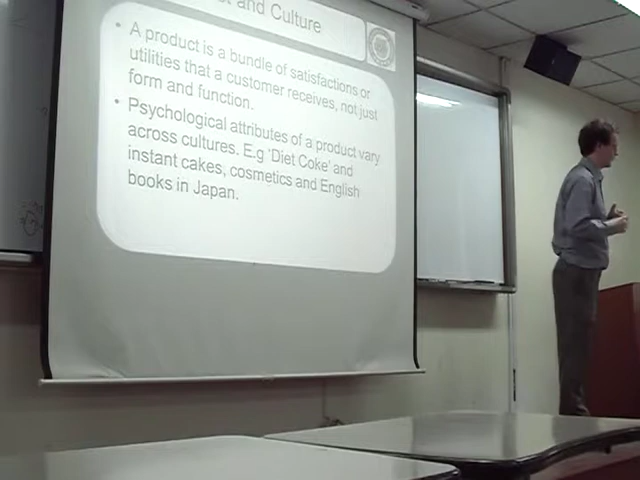 and Culture
• A product is a bundle of satisfactions or
utilities that a customer receives, not just
form and function.
• Psychological attributes of a product vary
across cultures. E.g 'Diet Coke' and
instant cakes, cosmetics and English
books in Japan.